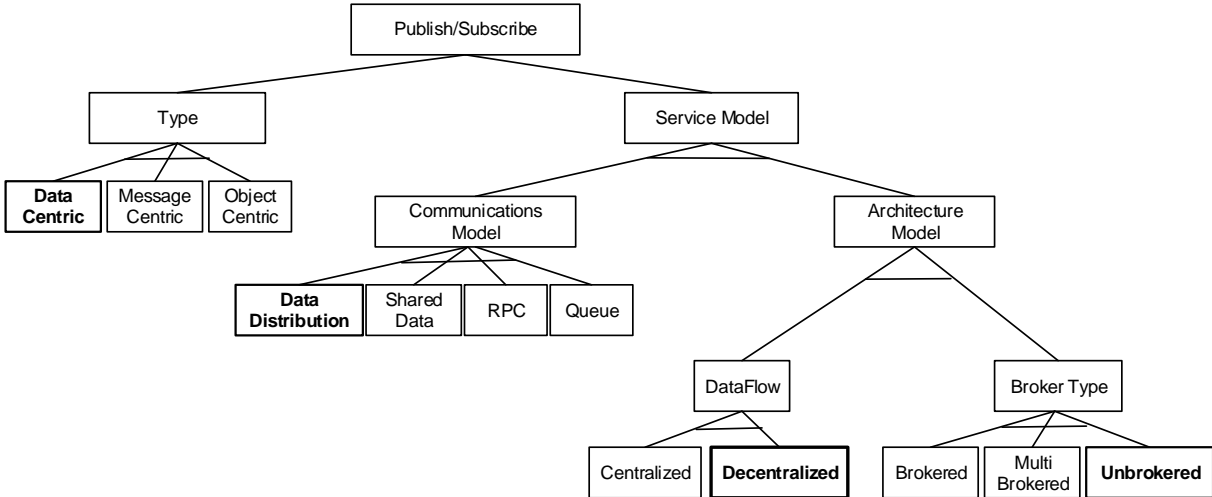 Publish/Subscribe
Type
Service Model
Data
Centric
Message
Centric
Object
Centric
Communications
Model
Architecture
Model
Data
Distribution
Shared
Data
RPC
Queue
DataFlow
Broker Type
Centralized
Decentralized
Brokered
Multi
Brokered
Unbrokered